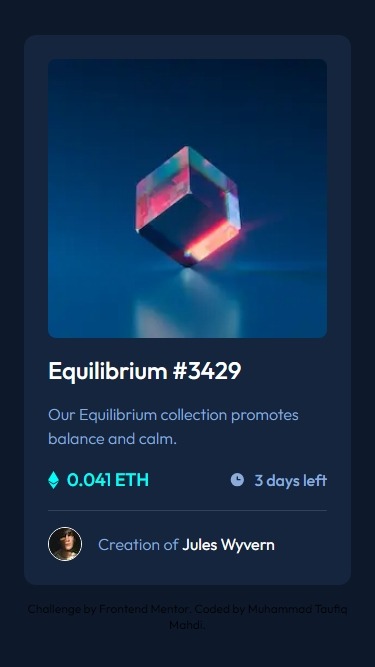 Equilibrium #3429
Our Equilibrium collection promotes
balance and calm.
0.041 ETH
3 days left
Creation of Jules Wyvern
Challenge by Frontend Mentor. Coded by Muhammad Taufiq
Mahdi.